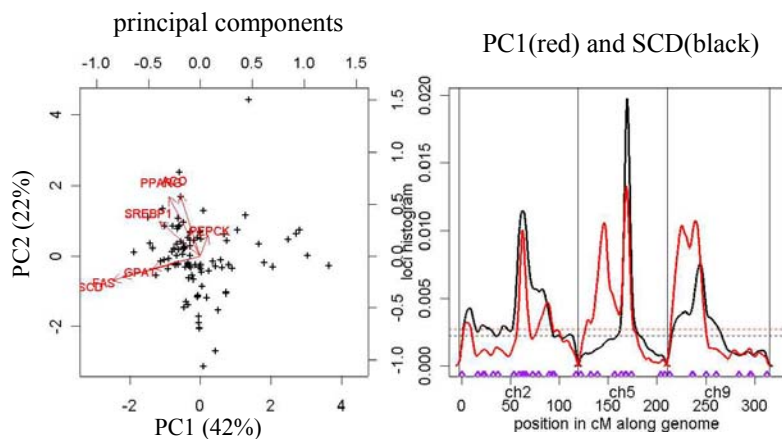 principal components
-1.0 -0.5 0.0 0.5 1.0
PC2 (22%)
4
2
0
-2
1.5
1.0
0.5
0.0
-0.5
-1.0
PPARG
ACO
SREBP1
PEPCK
GPAT
FAS
SCD
-2 0 2 4
PC1 (42%)
PC1(red) and SCD(black)
loci histogram
0.020
0.015
0.010
0.005
0.000
ch2 ch5 ch9
0 50 100 150 200 250 300
position in cM along genome